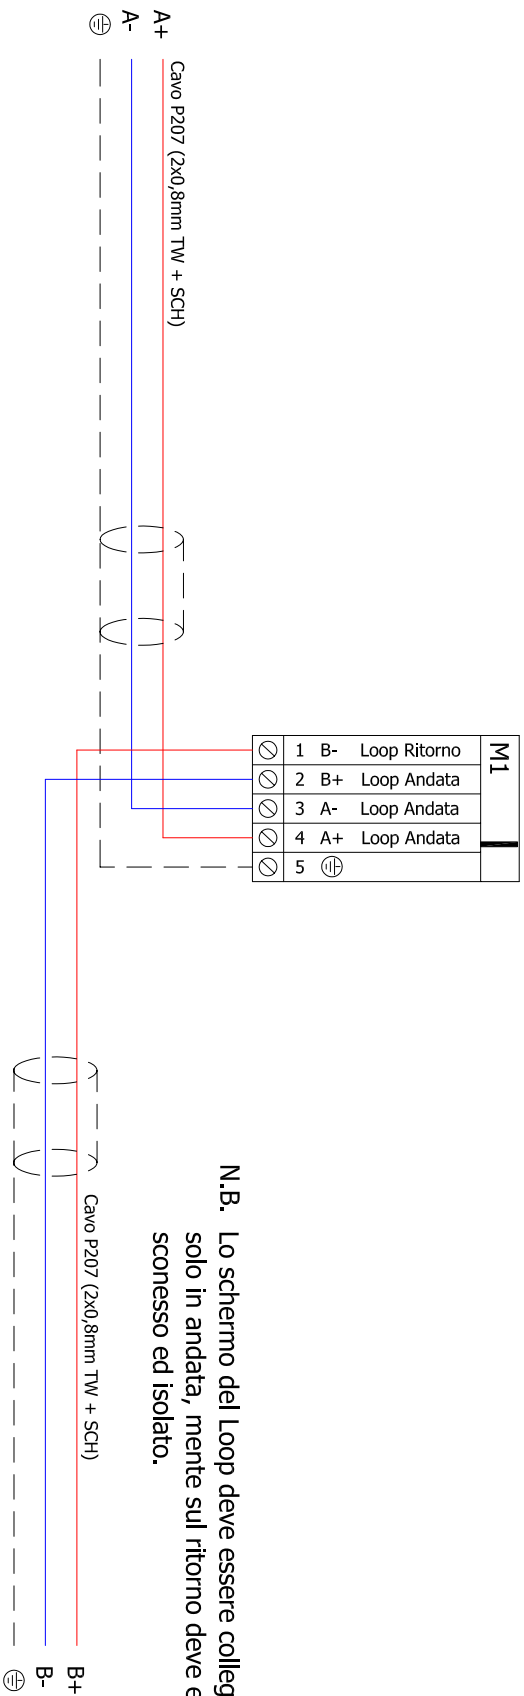 A+
A-
Cavo P207 (2x0,8mm TW + SCH)
M1
1 B- Loop Ritorno
2 B+ Loop Andata
3 A- Loop Andata
4 A+ Loop Andata
5
N.B. Lo schermo del Loop deve essere
solo in andata, mente sul ritorno deve
sconesso ed isolato.
Cavo P207 (2x0,8mm TW + SCH)
B+
B-